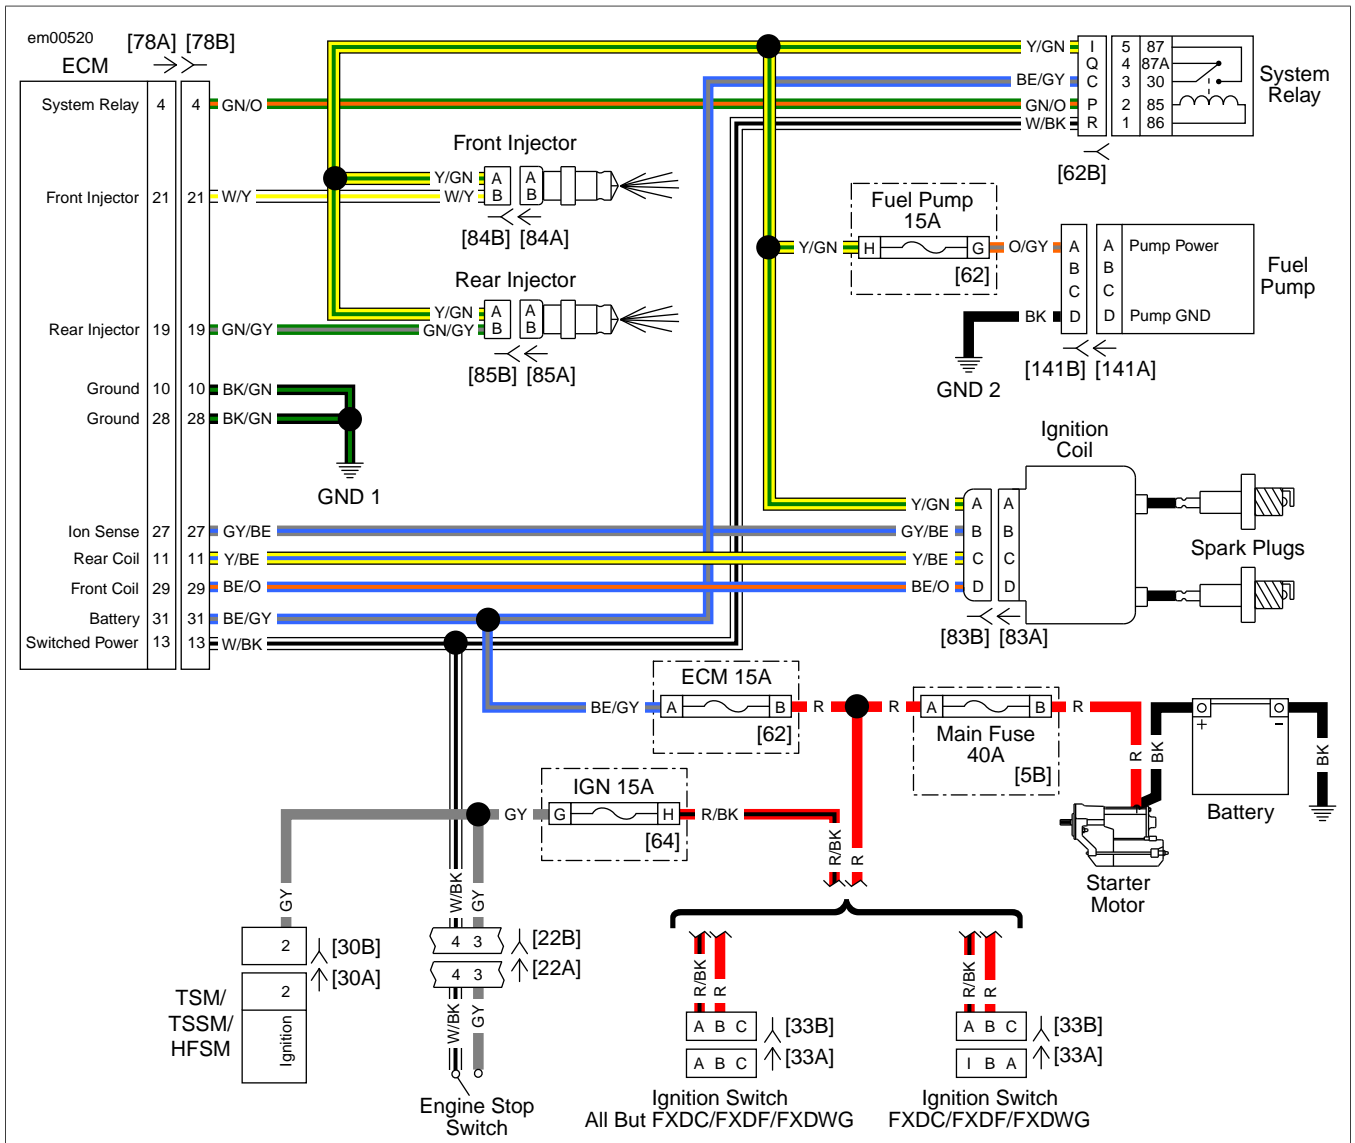 em00520
[78A] [78B]
ECM
System Relay 4 4 GN/O
Front Injector 21 21 W/Y
Rear Injector 19 19 GN/GY
Ground 10 10 BK/GN
Ground 28 28 BK/GN
GND 1
Ion Sense 27 27 GY/BE
Rear Coil 11 11 Y/BE
Front Coil 29 29 BE/O
Battery 31 31 BE/GY
Switched Power 13 13 W/BK
Front Injector
Y/GN A A
W/Y B B
[84B] [84A]
Rear Injector
Y/GN A A
GN/GY B B
[85B] [85A]
Y/GN I 5 87
Q 4 87A
BE/GY C 3 30
GN/O P 2 85
W/BK R 1 86
System
Relay
[62B]
Fuel Pump
15A
Y/GN H G O/GY
[62]
A A Pump Power
B B
C C
BK D D Pump GND
Fuel
Pump
GND 2
[141B] [141A]
Ignition
Coil
Y/GN A A
GY/BE B B
Y/BE C C
BE/O D D
[83B] [83A]
Spark Plugs
ECM 15A
BE/GY A B R
[62]
R A B R
Main Fuse
40A
[5B]
R
BK
+ -
BK
Battery
Starter
Motor
IGN 15A
GY G H R/BK
[64]
R/BK
R
GY
W/BK
GY
2
[30B]
[30A]
2
Ignition
TSM/
TSSM/
HFSM
4 3
[22B]
4 3
[22A]
W/BK
GY
Engine Stop
Switch
R/BK
R
A B C
[33B]
A B C
[33A]
Ignition Switch
All But FXDC/FXDF/FXDWG
R/BK
R
A B C
[33B]
I B A
[33A]
Ignition Switch
FXDC/FXDF/FXDWG